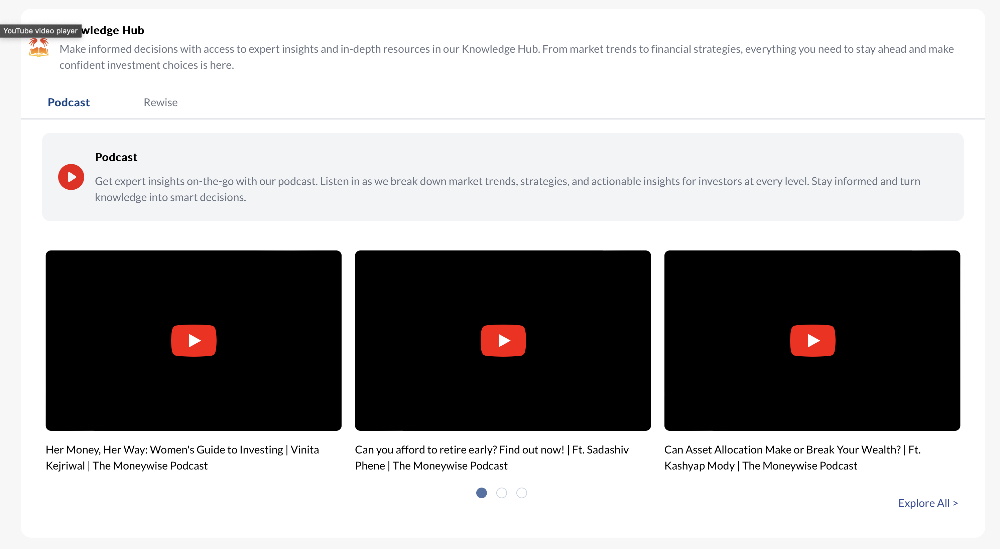 YouTube video player
wledge Hub
Make informed decisions with access to expert insights and in-depth resources in our Knowledge Hub. From market trends to financial strategies, everything you need to stay ahead and make
confident investment choices is here.
Podcast
Rewise
Podcast
Get expert insights on-the-go with our podcast. Listen in as we break down market trends, strategies, and actionable insights for investors at every level. Stay informed and turn
knowledge into smart decisions.
Her Money, Her Way: Women's Guide to Investing | Vinita
Kejriwal | The Moneywise Podcast
Can you afford to retire early? Find out now! | Ft. Sadashiv
Phene | The Moneywise Podcast
Can Asset Allocation Make or Break Your Wealth? | Ft.
Kashyap Mody | The Moneywise Podcast
Explore All >